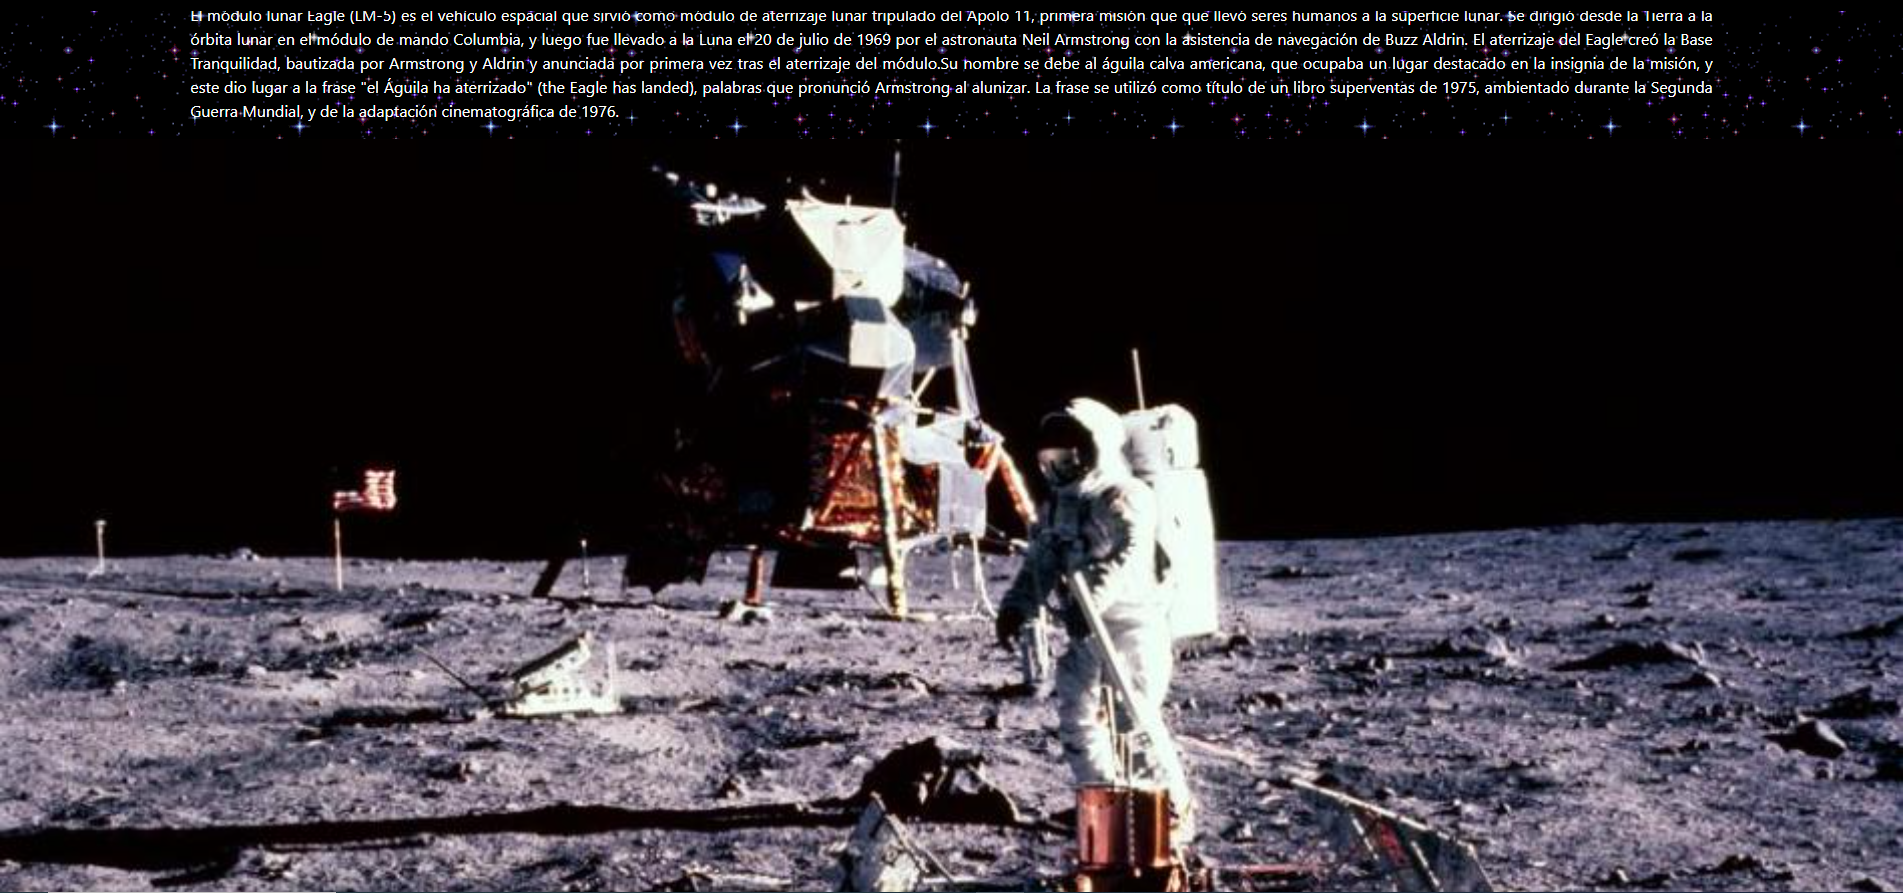 El módulo lunar Eagle (LM-5) es el vehículo espacial que sirvió como módulo de aterrizaje lunar tripulado del Apolo 11, primera misión que que llevó seres humanos a la superficie lunar. Se dirigió desde la Tierra a la
órbita lunar en el módulo de mando Columbia, y luego fue llevado a la Luna el 20 de julio de 1969 por el astronauta Neil Armstrong con la asistencia de navegación de Buzz Aldrin. El aterrizaje del Eagle creó la Base
Tranquilidad, bautizada por Armstrong y Aldrin y anunciada por primera vez tras el aterrizaje del módulo.Su nombre se debe al águila calva americana, que ocupaba un lugar destacado en la insignia de la misión, y
este dio lugar a la frase "el Águila ha aterrizado" (the Eagle has landed), palabras que pronunció Armstrong al alunizar. La frase se utilizó como título de un libro superventas de 1975, ambientado durante la Segunda
Guerra Mundial, y de la adaptación cinematográfica de 1976.